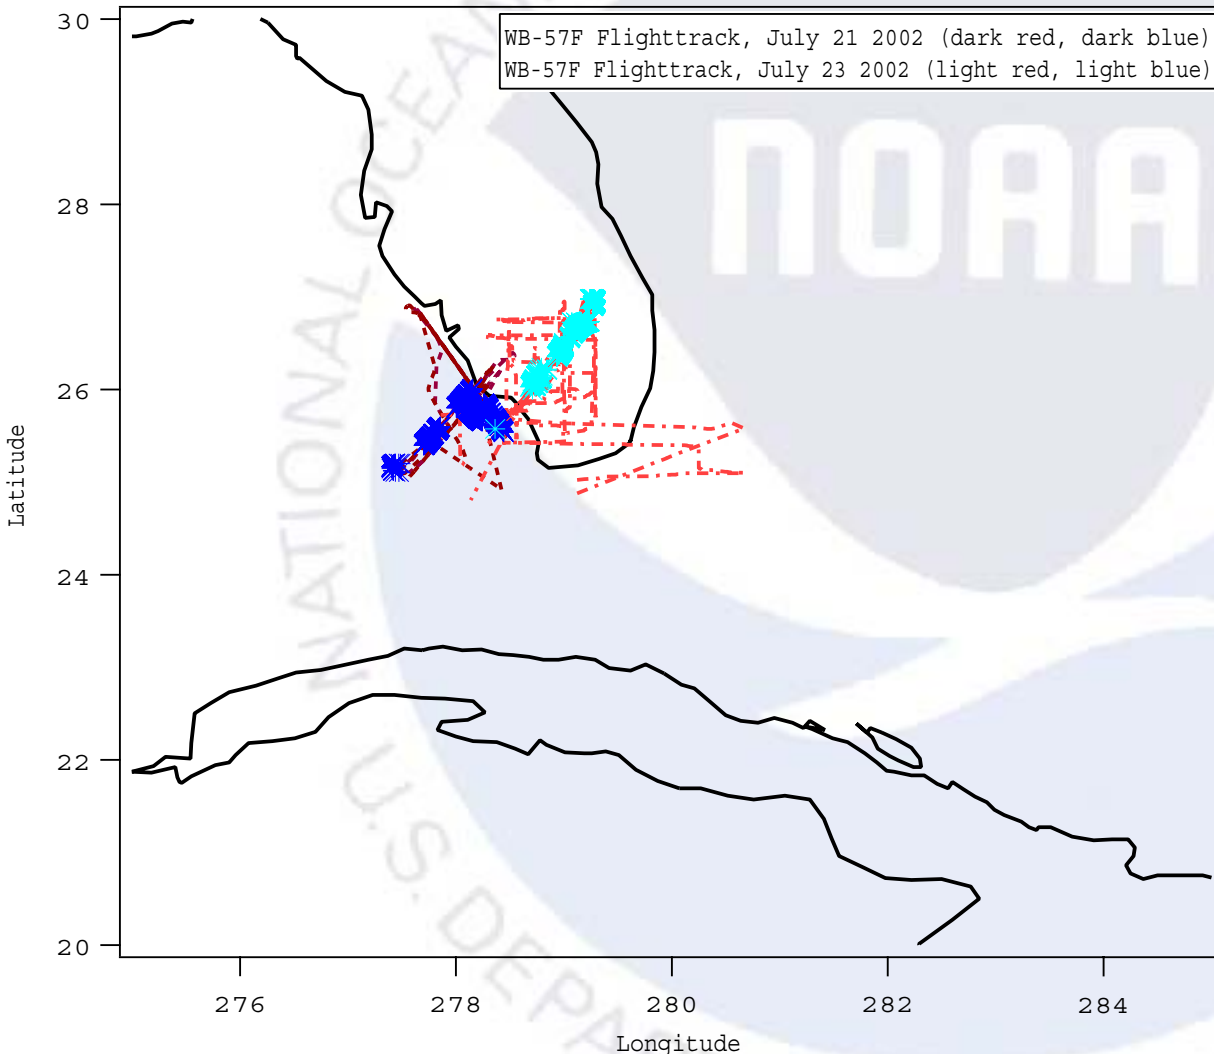 WB-57F Flighttrack, July 21 2002 (dark red, dark blue)
WB-57F Flighttrack, July 23 2002 (light red, light blue)
30
28
26
24
22
20
Latitude
276
278
280
282
284
Longitude
NOAA
NATIONAL OCEAN
U.S. DEPA